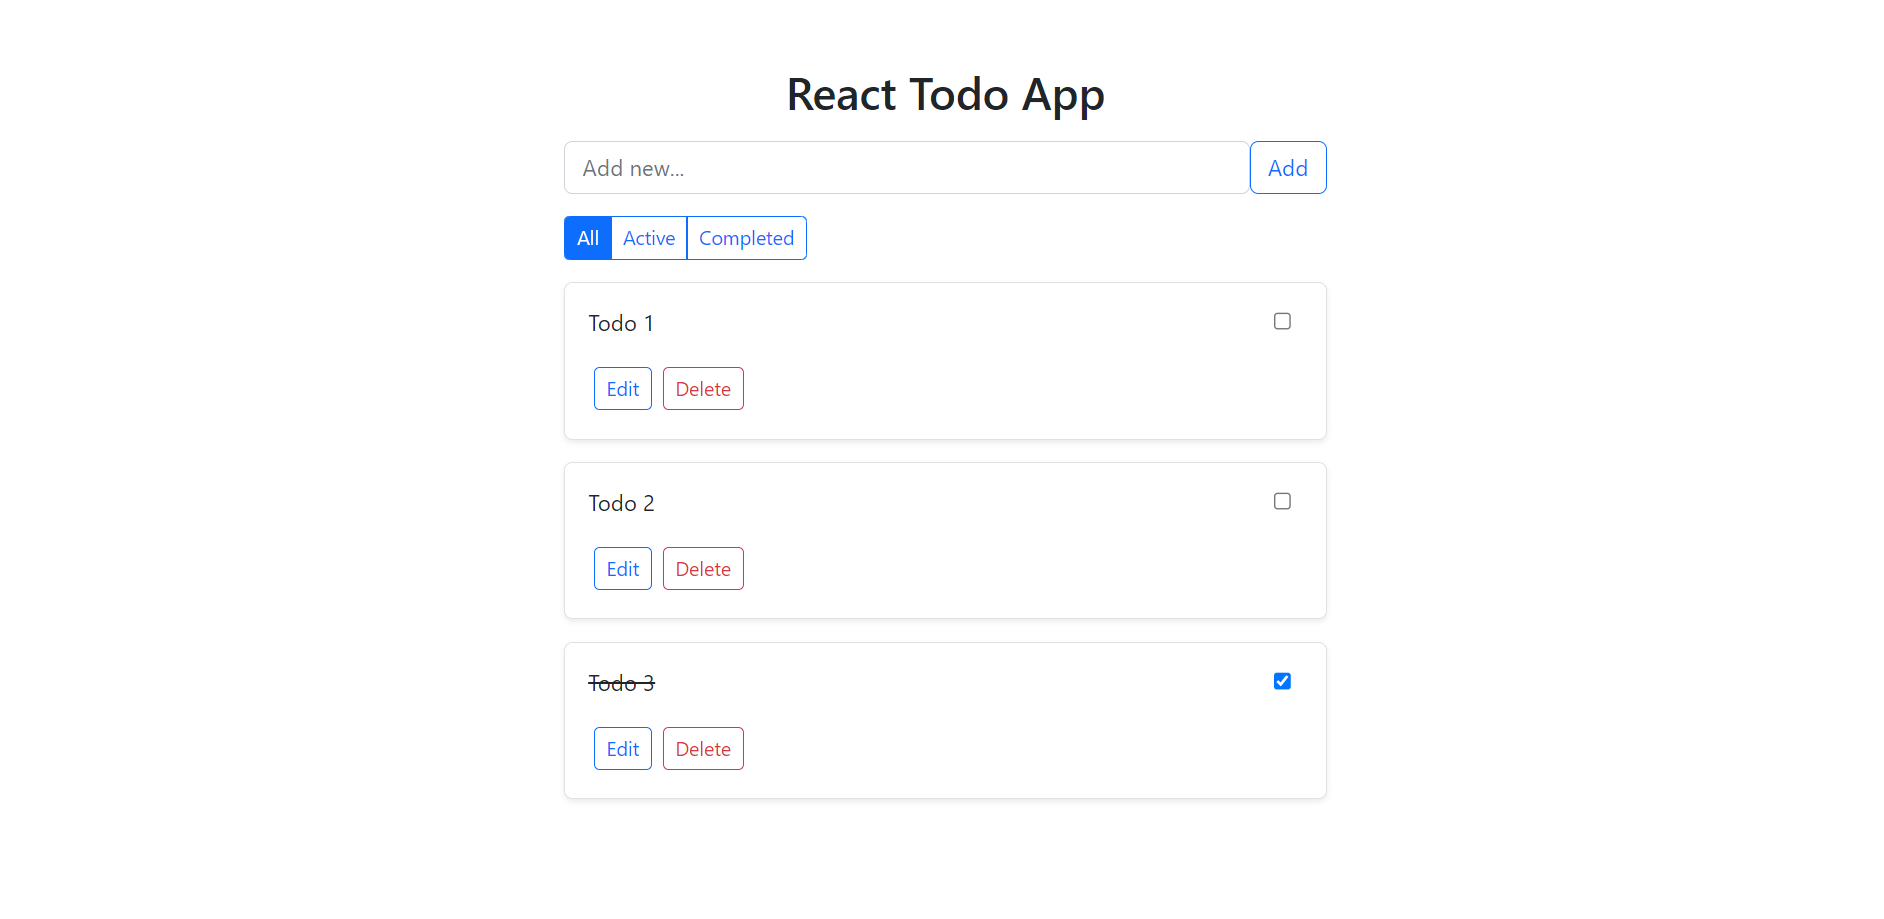 React Todo App
Add new... Add
All Active Completed
Todo 1
Edit Delete
Todo 2
Edit Delete
Todo 3
Edit Delete